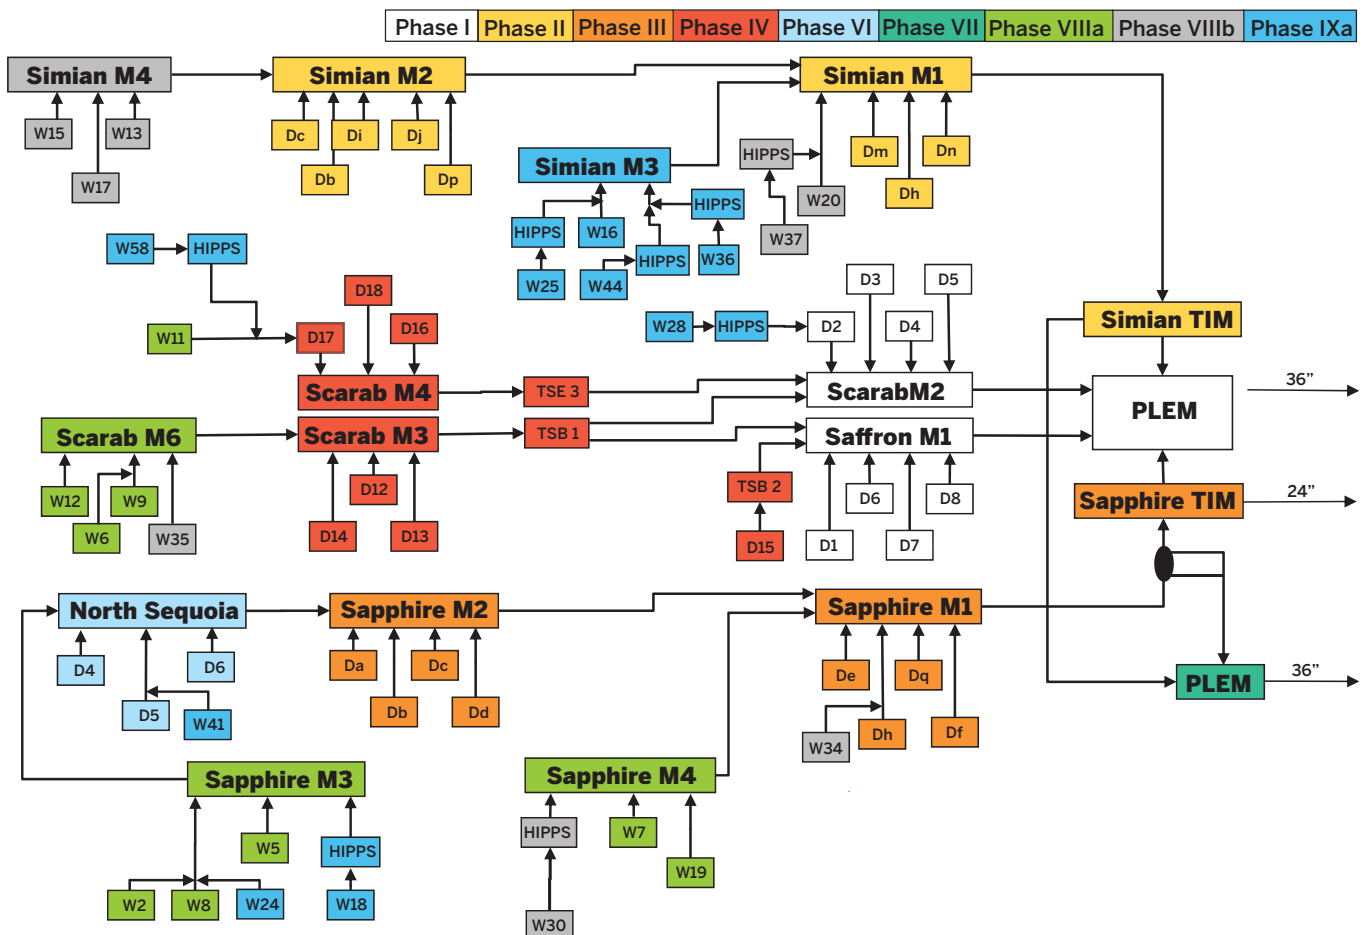 Phase I Phase II Phase III Phase IV Phase VI Phase VII Phase VIIIa Phase VIIIb Phase IXa
Simian M4 Simian M2 Simian M1
W15 W13 Dc Di Dj Dm Dn
W17 Db Dp
HIPPS
Simian M3
Dh
W20
HIPPS
HIPPS W16 W37
W58 HIPPS
HIPPS W36
W25 W44
D18 D3 D5
Simian TIM
W11 D17 D16 W28 HIPPS D2 D4
Scarab M4 TSE 3 ScarabM2 36”
PLEM
Scarab M6 Scarab M3 TSB 1 Saffron M1
W12 W9 D12 TSB 2 D6 D8 Sapphire TIM 24”
W6 W35 D14 D13 D15 D1 D7
North Sequoia Sapphire M2 Sapphire M1
D4 D6 Da Dc De Dq
PLEM 36”
D5 W41 Db Dd
W34 Dh Df
Sapphire M3 Sapphire M4
HIPPS W7
W5 HIPPS
W19
W2 W8 W24 W18
W30